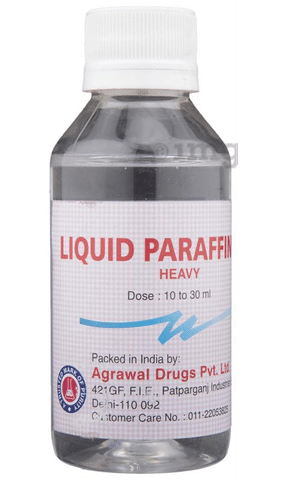 LIQUID PARAFFIN
HEAVY
Dose : 10 to 30 ml
Packed in India by:
Agrawal Drugs Pvt. Ltd.
421GF, F.I.E., Patparganj Industrial
Delhi-110 092
Customer Care No. : 011-22053825